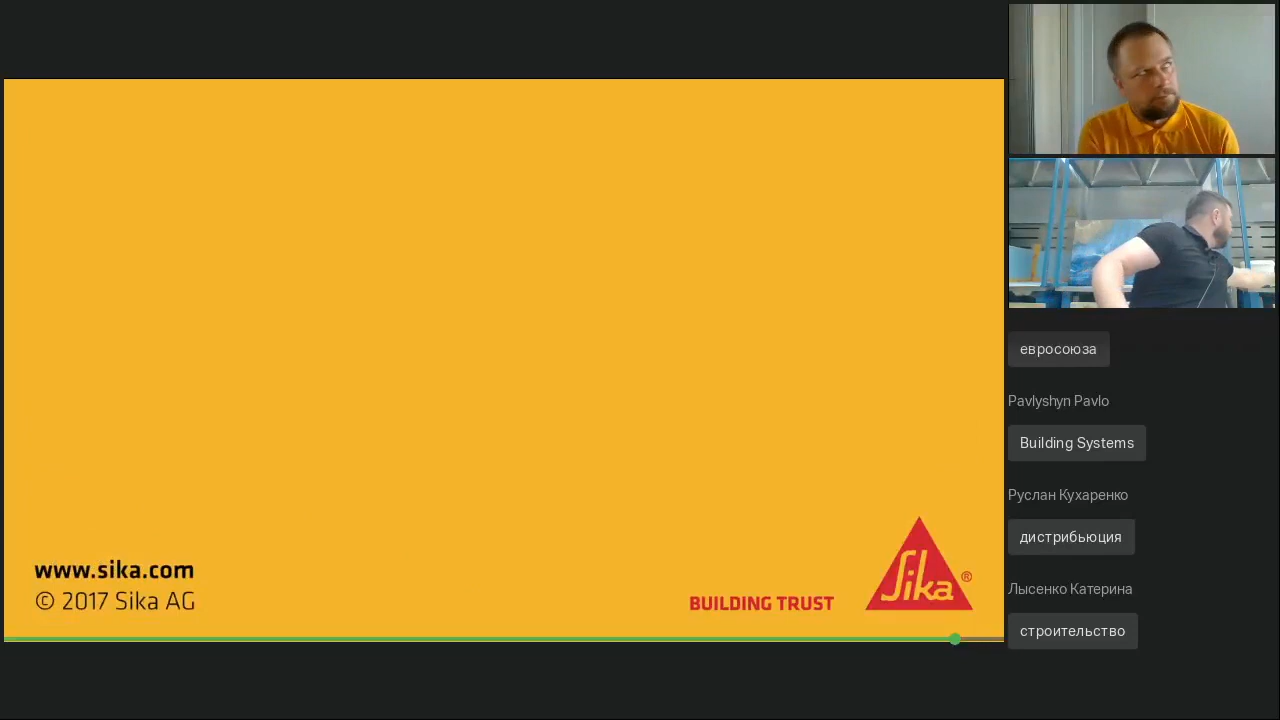 www.sika.com
© 2017 Sika AG
BUILDING TRUST
Sika®
евросоюза
Pavlyshyn Pavlo
Building Systems
Руслан Кухаренко
дистрибьюция
Лысенко Катерина
строительство